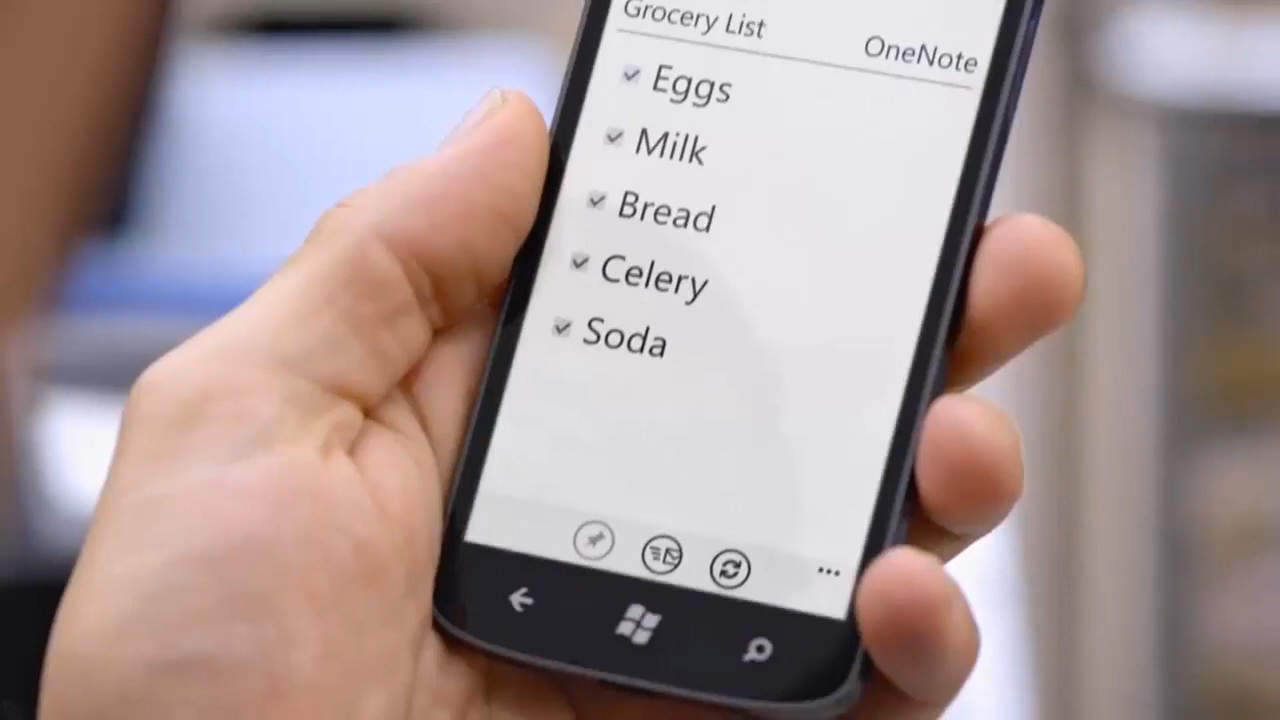 Grocery List
OneNote
Eggs
Milk
Bread
Celery
Soda